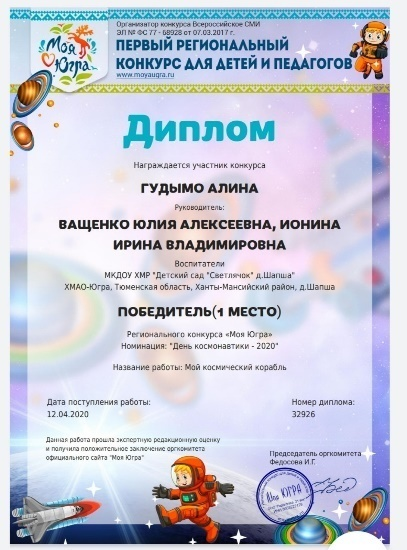 Моя
Югра
Организатор конкурса Всероссийское СМИ
ЭЛ № ФС 77 - 68928 от 07.03.2017 г.
ПЕРВЫЙ РЕГИОНАЛЬНЫЙ
КОНКУРС ДЛЯ ДЕТЕЙ И ПЕДАГОГОВ
www.moyaugra.ru
Диплом
Награждается участник конкурса
ГУДЫМО АЛИНА
Руководитель:
ВАЩЕНКО ЮЛИЯ АЛЕКСЕЕВНА, ИОНИНА
ИРИНА ВЛАДИМИРОВНА
Воспитатели
МКДОУ ХМР "Детский сад "Светлячок" д.Шапша"
ХМАО-Югра, Тюменская область, Ханты-Мансийский район, д.Шапша
ПОБЕДИТЕЛЬ(1 МЕСТО)
Регионального конкурса «Моя Югра»
Номинация: "День космонавтики - 2020"
Название работы: Мой космический корабль
Дата поступления работы:
12.04.2020
Номер диплома:
32926
Данная работа прошла экспертную редакционную оценку
и получила положительное заключение оргкомитета
официального сайта "Моя Югра"
Председатель оргкомитета
Федосова И.Г.
Моя ЮГРА